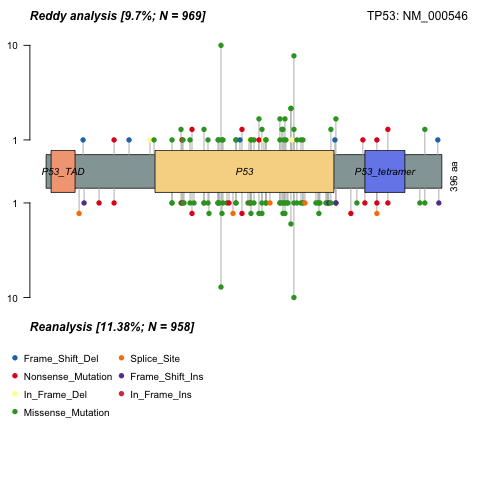 Reddy analysis [9.7%; N = 969]
TP53: NM_000546
10
1
P53_TAD
P53
P53_tetramer
396 aa
1
10
Reanalysis [11.38%; N = 958]
Frame_Shift_Del
Splice_Site
Nonsense_Mutation
Frame_Shift_Ins
In_Frame_Del
In_Frame_Ins
Missense_Mutation